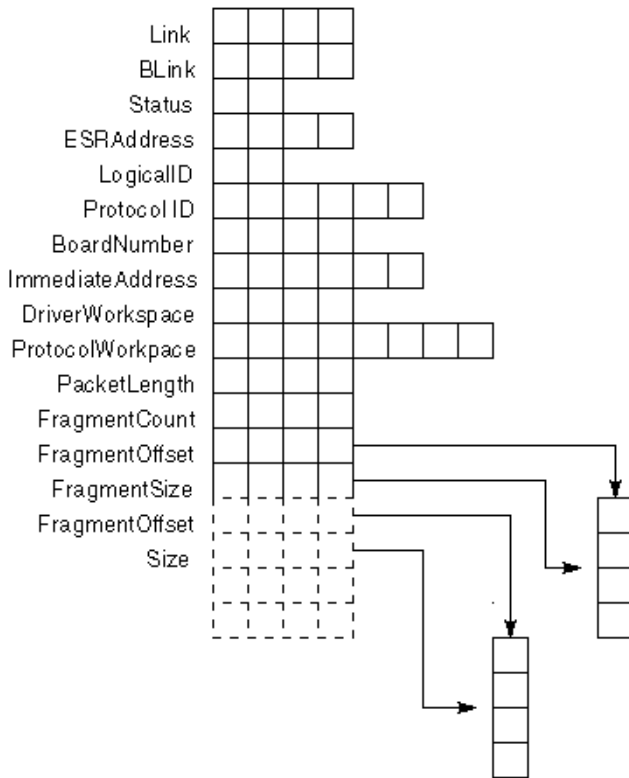 Link
BLink
Status
ESRAddress
LogicalID
Protocol ID
BoardNumber
ImmediateAddress
DriverWorkspace
ProtocolWorkpace
PacketLength
FragmentCount
FragmentOffset
FragmentSize
FragmentOffset
Size